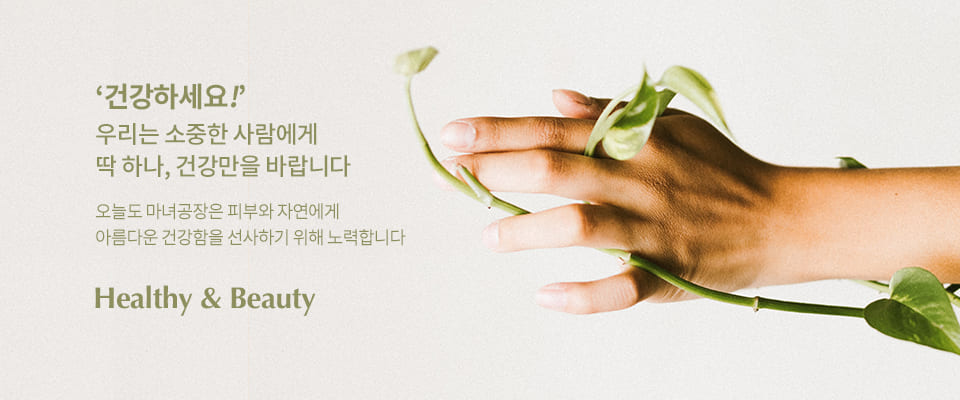 ‘건강하세요!’
우리는 소중한 사람에게
딱 하나, 건강만을 바랍니다
오늘도 마녀공장은 피부와 자연에게
아름다운 건강함을 선사하기 위해 노력합니다
Healthy & Beauty